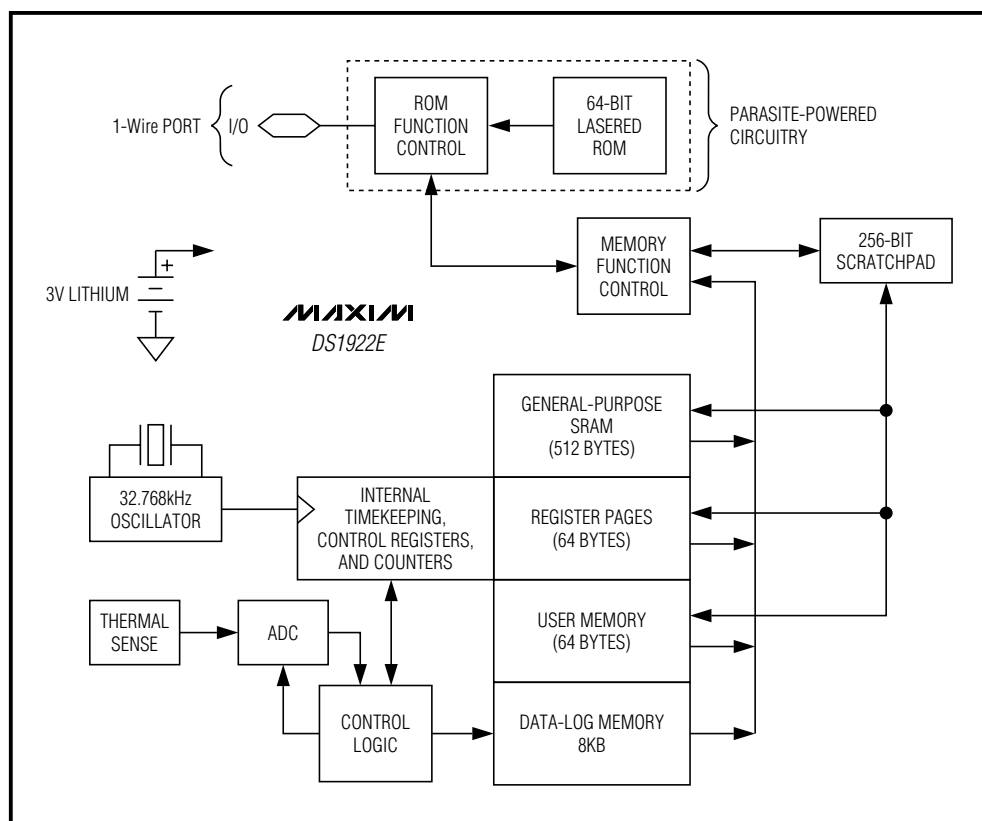 1-Wire PORT
I/O
ROM
FUNCTION
CONTROL
64-BIT
LASERED
ROM
PARASITE-POWERED
CIRCUITRY
MEMORY
FUNCTION
CONTROL
256-BIT
SCRATCHPAD
3V LITHIUM
+
MAXIM
DS1922E
GENERAL-PURPOSE
SRAM
(512 BYTES)
32.768kHz
OSCILLATOR
INTERNAL
TIMEKEEPING,
CONTROL REGISTERS,
AND COUNTERS
REGISTER PAGES
(64 BYTES)
THERMAL
SENSE
ADC
USER MEMORY
(64 BYTES)
CONTROL
LOGIC
DATA-LOG MEMORY
8KB